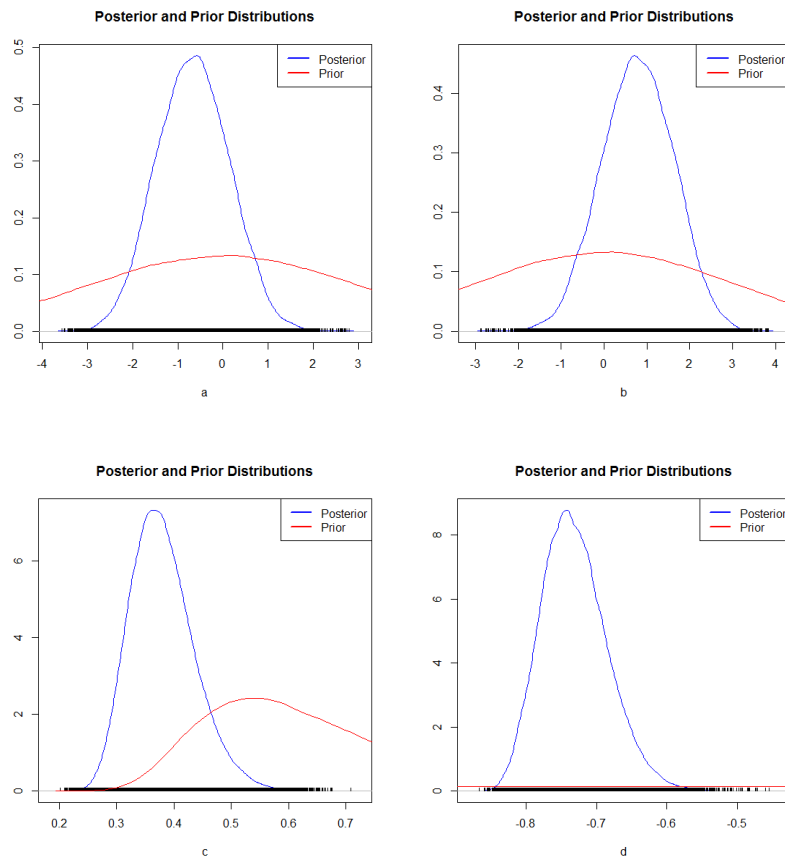 Posterior and Prior Distributions
Posterior
Prior
0.0 0.1 0.2 0.3 0.4 0.5
-4 -3 -2 -1 0 1 2 3
a
Posterior and Prior Distributions
Posterior
Prior
0.0 0.1 0.2 0.3 0.4
-3 -2 -1 0 1 2 3 4
b
Posterior and Prior Distributions
Posterior
Prior
0 2 4 6
0.2 0.3 0.4 0.5 0.6 0.7
c
Posterior and Prior Distributions
Posterior
Prior
0 2 4 6 8
-0.8 -0.7 -0.6 -0.5
d